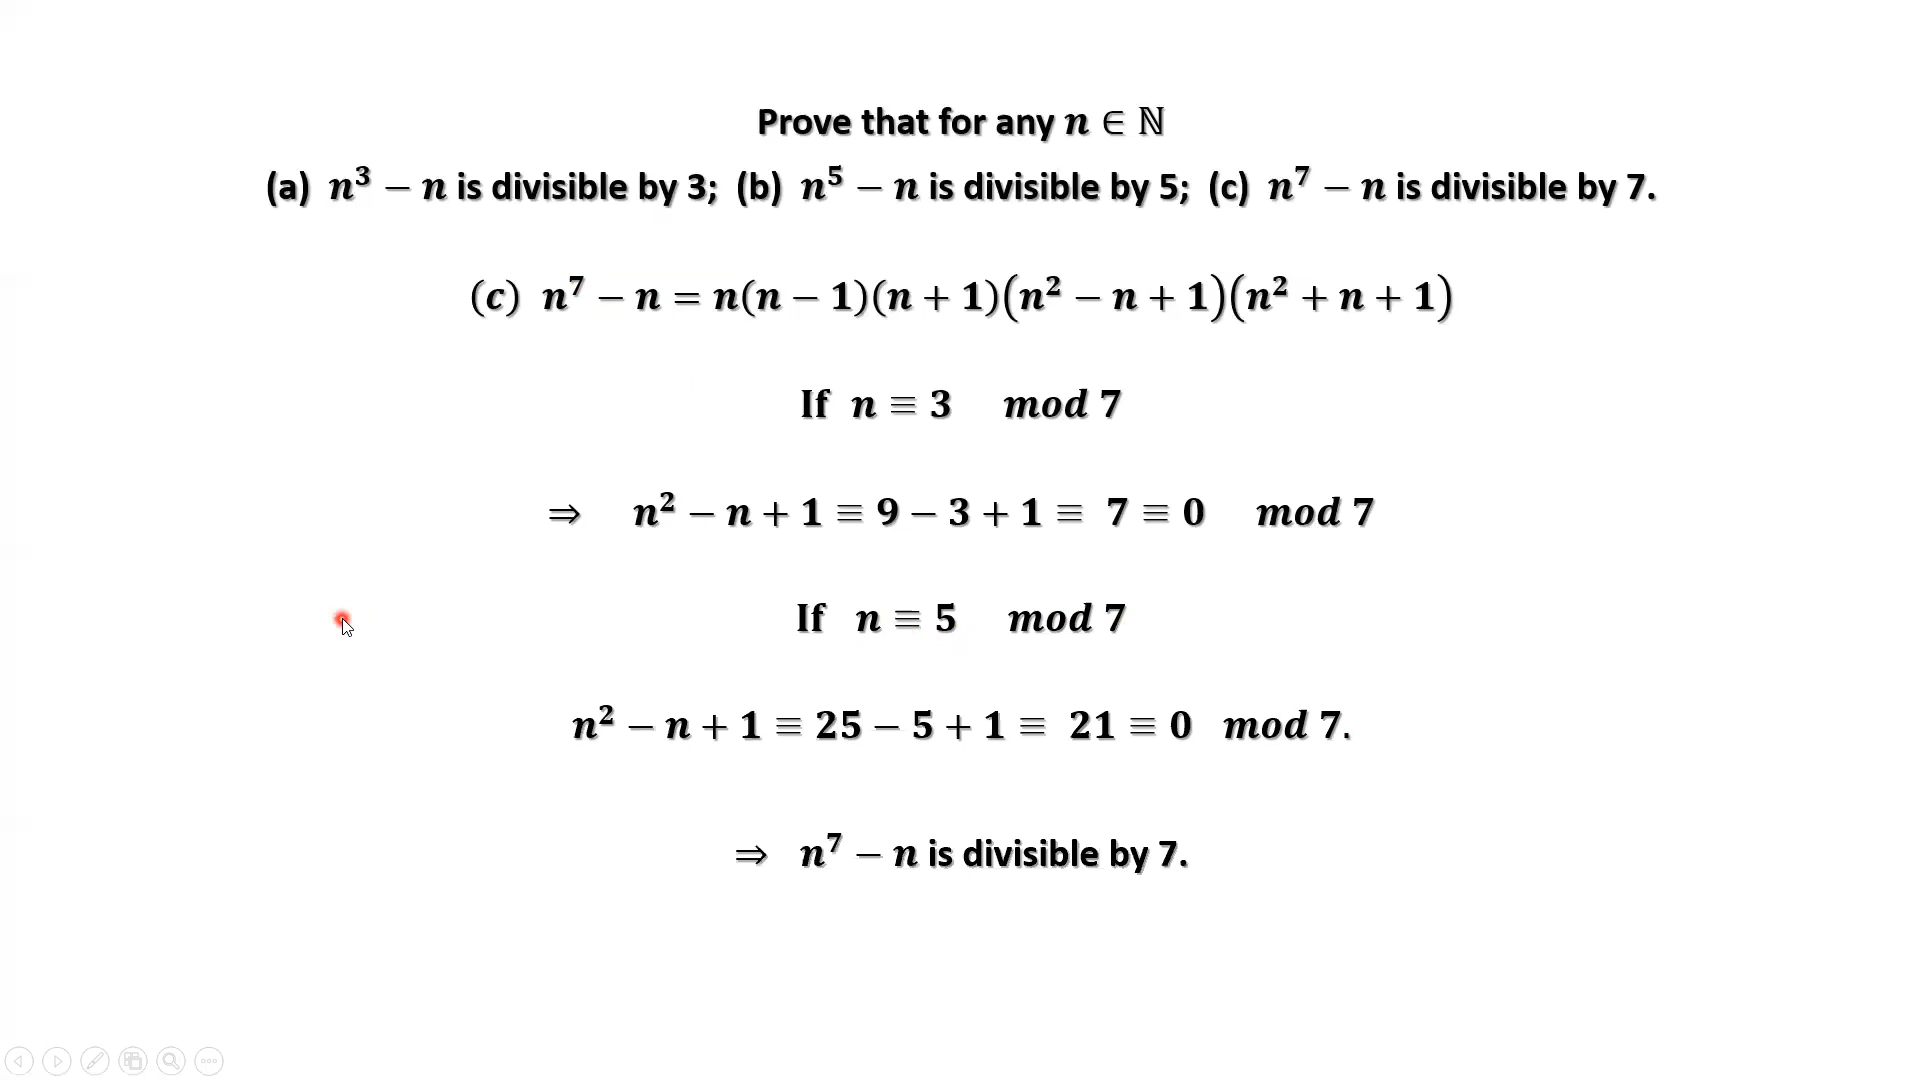 Prove that for any n ∈ ℕ
(a) n³ − n is divisible by 3; (b) n⁵ − n is divisible by 5; (c) n⁷ − n is divisible by 7.
(c) n⁷ − n = n(n − 1)(n + 1)(n² − n + 1)(n² + n + 1)
If n ≡ 3 mod 7
⇒ n² − n + 1 ≡ 9 − 3 + 1 ≡ 7 ≡ 0 mod 7
If n ≡ 5 mod 7
n² − n + 1 ≡ 25 − 5 + 1 ≡ 21 ≡ 0 mod 7.
⇒ n⁷ − n is divisible by 7.